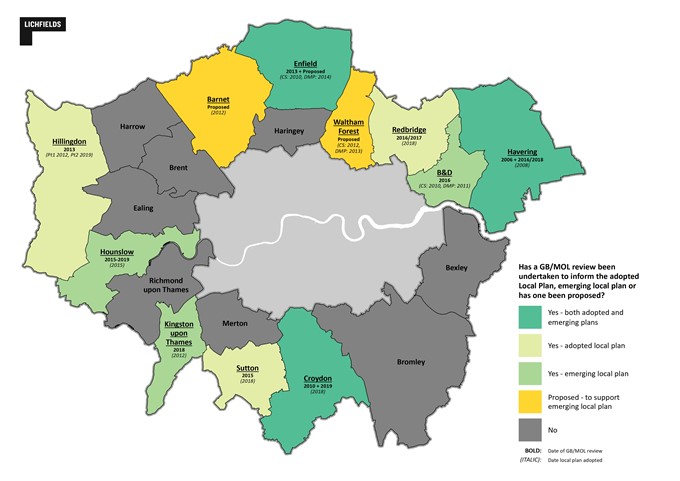 LICHFIELDS
Enfield
2013 + Proposed
(CS: 2010, DMP: 2014)
Barnet
Proposed
(2012)
Waltham
Forest
Proposed
(CS: 2012,
DMP: 2013)
Haringey
Harrow
Redbridge
2016/2017
(2018)
Hillingdon
2013
(Pt1 2012, Pt2 2019)
Havering
2006 + 2016/2018
(2008)
Brent
B&D
2016
(CS: 2010, DMP: 2011)
Ealing
Hounslow
2015-2019
(2015)
Bexley
Richmond
upon Thames
Kingston
upon
Thames
2018
(2012)
Merton
Sutton
2015
(2018)
Croydon
2010 + 2019
(2018)
Bromley
Has a GB/MOL review been
undertaken to inform the adopted
Local Plan, emerging local plan or
has one been proposed?
Yes - both adopted and
emerging plans
Yes - adopted local plan
Yes - emerging local plan
Proposed - to support
emerging local plan
No
BOLD: Date of GB/MOL review
(ITALIC): Date local plan adopted